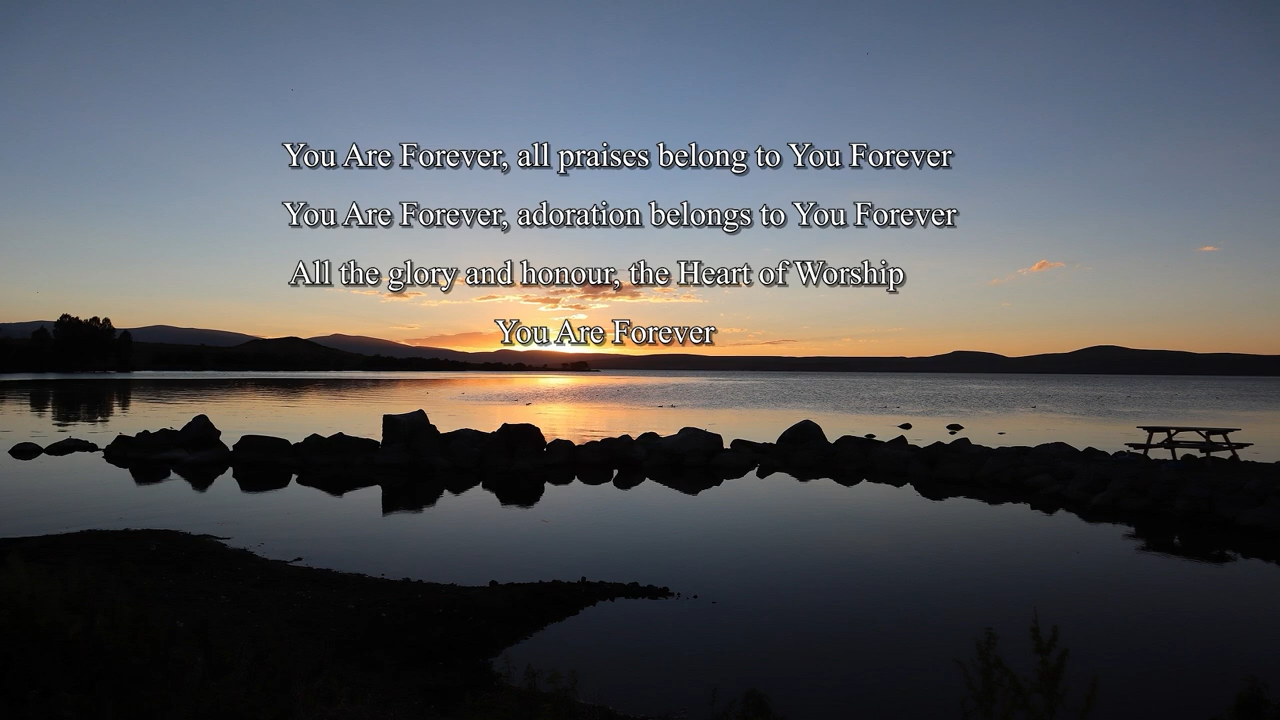 You Are Forever, all praises belong to You Forever
You Are Forever, adoration belongs to You Forever
All the glory and honour, the Heart of Worship
You Are Forever